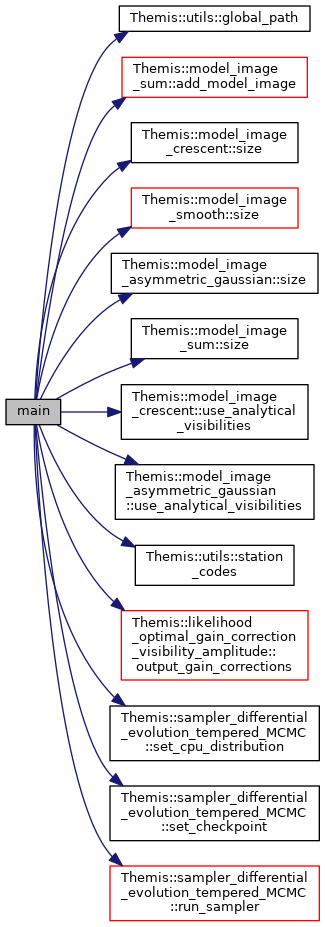 Themis::utils::global_path
Themis::model_image
_sum::add_model_image
Themis::model_image
_crescent::size
Themis::model_image
_smooth::size
Themis::model_image
_asymmetric_gaussian::size
Themis::model_image
_sum::size
main
Themis::model_image
_crescent::use_analytical
_visibilities
Themis::model_image
_asymmetric_gaussian
::use_analytical_visibilities
Themis::utils::station
_codes
Themis::likelihood
_optimal_gain_correction
_visibility_amplitude::
output_gain_corrections
Themis::sampler_differential
_evolution_tempered_MCMC
::set_cpu_distribution
Themis::sampler_differential
_evolution_tempered_MCMC
::set_checkpoint
Themis::sampler_differential
_evolution_tempered_MCMC
::run_sampler